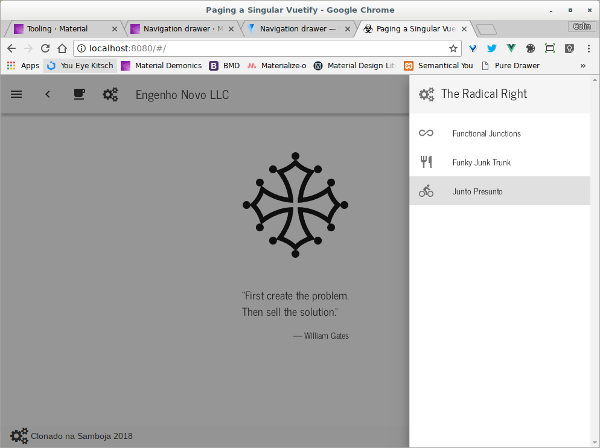 Paging a Singular Vuetify - Google Chrome
Tooling · Material
Navigation drawer · M
Navigation drawer —
Paging a Singular Vuet
Colin
localhost:8080/#/
Apps
You Eye Kitsch
Material Demonics
BMD
Materialize-o
Material Design Lit
Semantical You
Pure Drawer
Engenho Novo LLC
The Radical Right
Functional Junctions
Funky Junk Trunk
Junto Presunto
"First create the problem.
Then sell the solution."
— William Gates
Clonado na Samboja 2018